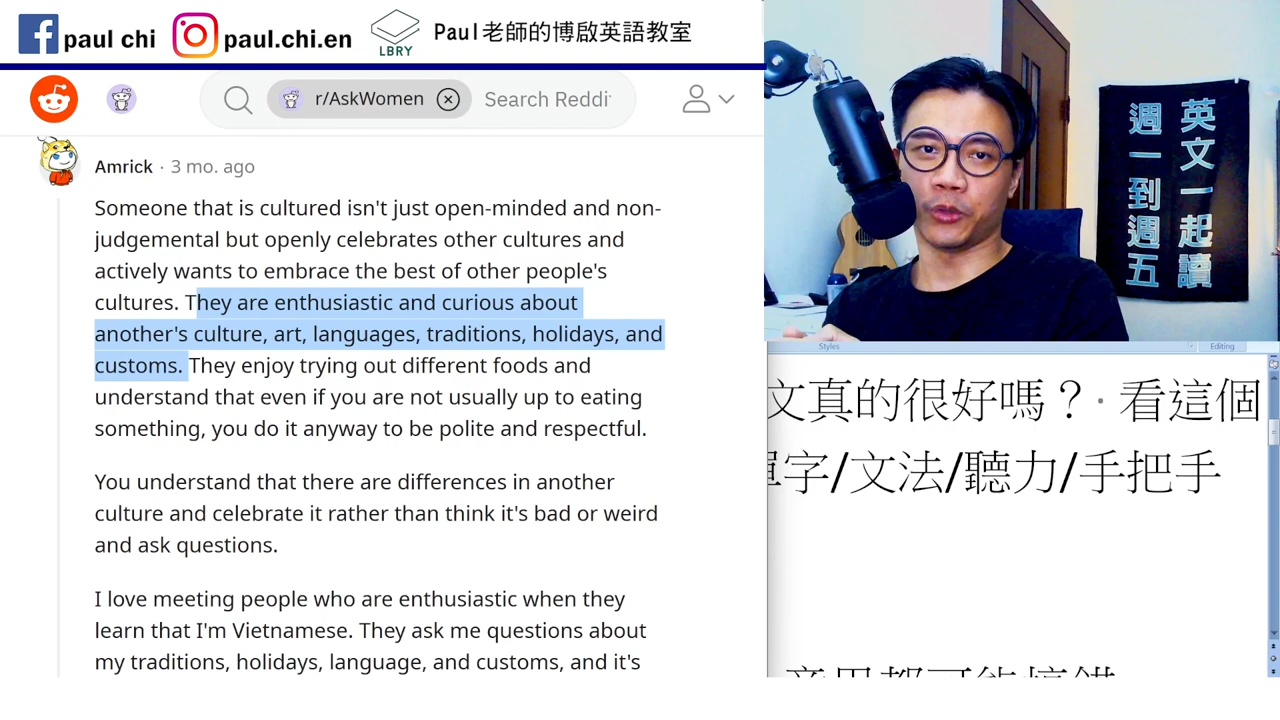 paul chi
paul.chi.en
LBRY
Paul老師的博啟英語教室
r/AskWomen
Search Reddi
Amrick · 3 mo. ago
Someone that is cultured isn't just open-minded and non-
judgemental but openly celebrates other cultures and
actively wants to embrace the best of other people's
cultures. They are enthusiastic and curious about
another's culture, art, languages, traditions, holidays, and
customs. They enjoy trying out different foods and
understand that even if you are not usually up to eating
something, you do it anyway to be polite and respectful.
You understand that there are differences in another
culture and celebrate it rather than think it's bad or weird
and ask questions.
I love meeting people who are enthusiastic when they
learn that I'm Vietnamese. They ask me questions about
my traditions, holidays, language, and customs, and it's
英文一起讀
週一到週五
Styles
Editing
文真的很好嗎？· 看這個
單字/文法/聽力/手把手